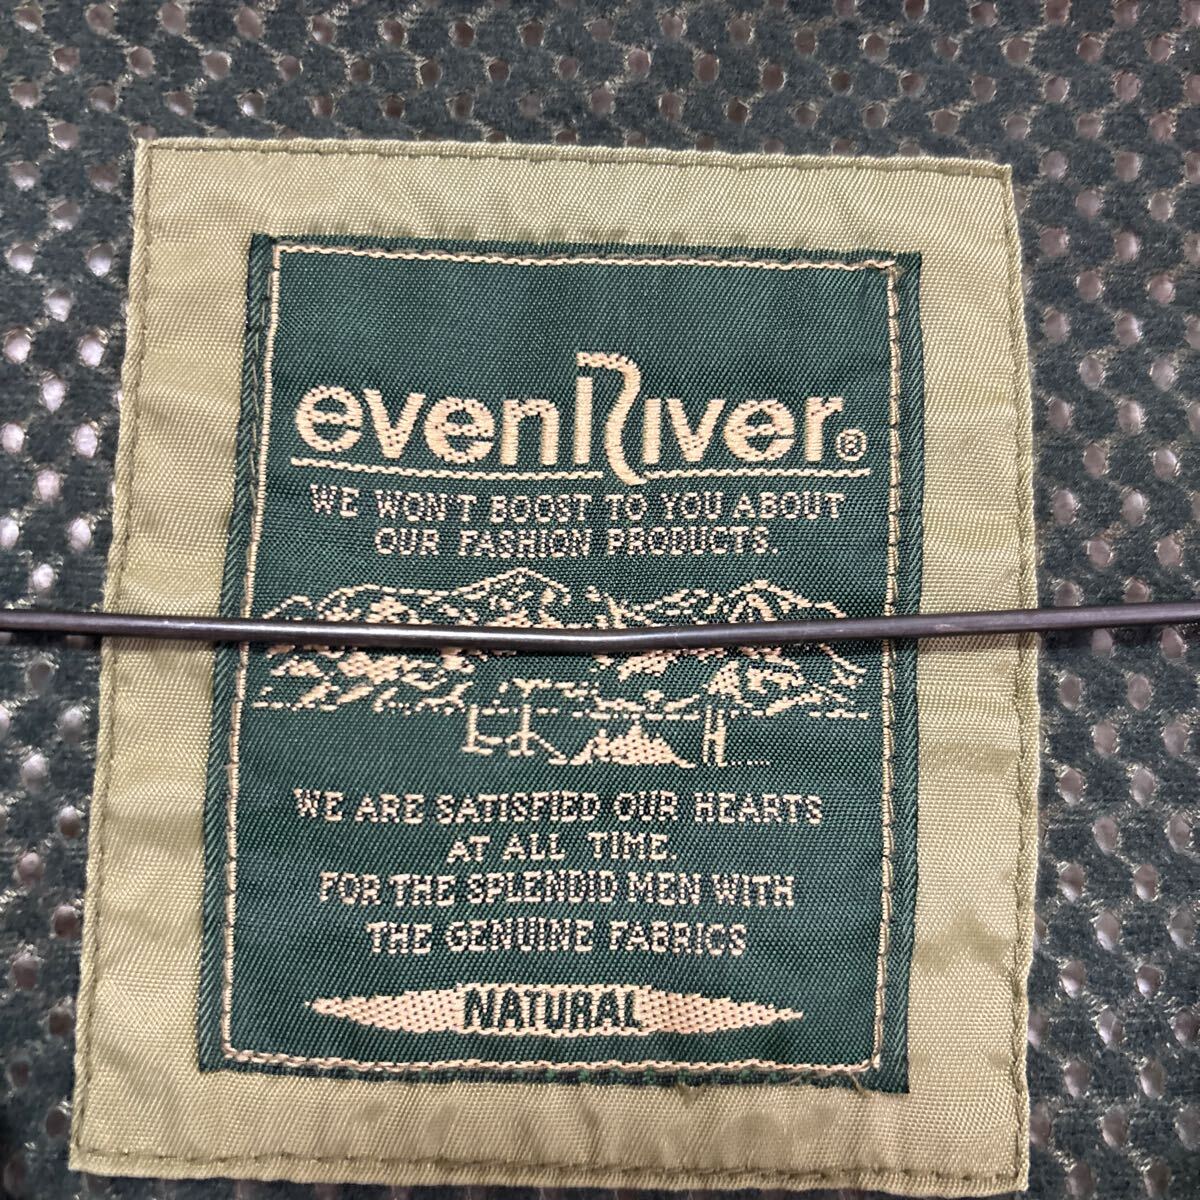 evenRiver®
WE WON'T BOOST TO YOU ABOUT
OUR FASHION PRODUCTS.
WE ARE SATISFIED OUR HEARTS
AT ALL TIME.
FOR THE SPLENDID MEN WITH
THE GENUINE FABRICS
NATURAL